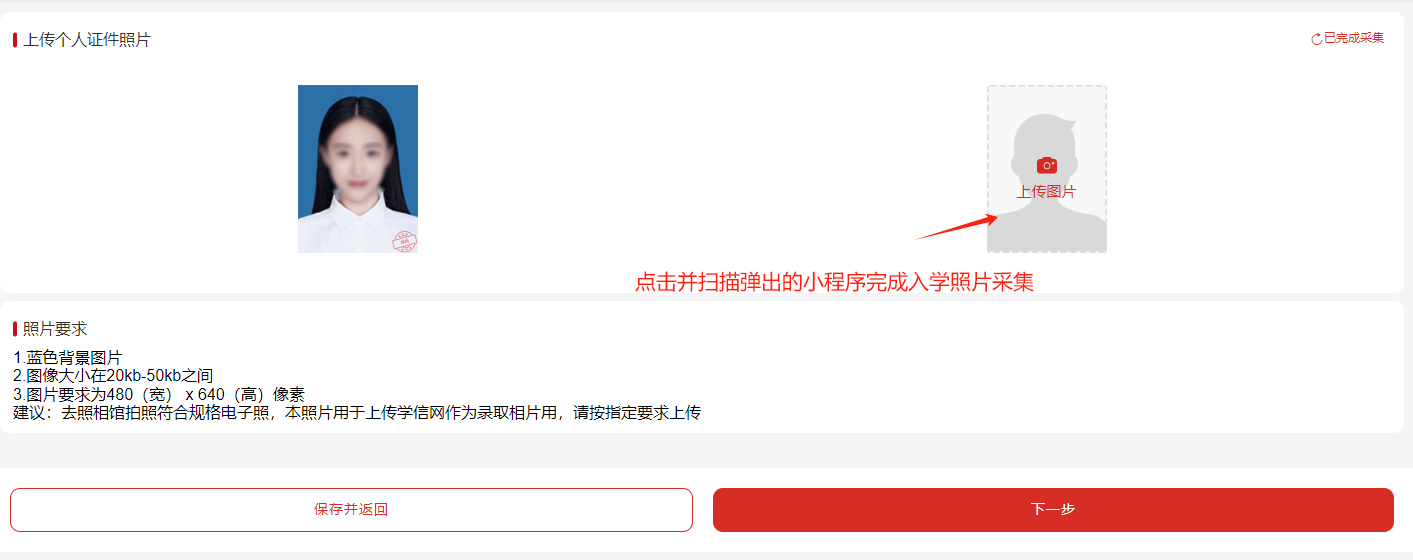 上传个人证件照片
已完成采集
上传图片
点击并扫描弹出的小程序完成入学照片采集
照片要求
1.蓝色背景图片
2.图像大小在20kb-50kb之间
3.图片要求为480（宽） x 640（高）像素
建议：去照相馆拍照符合规格电子照，本照片用于上传学信网作为录取相片用，请按指定要求上传
保存并返回
下一步